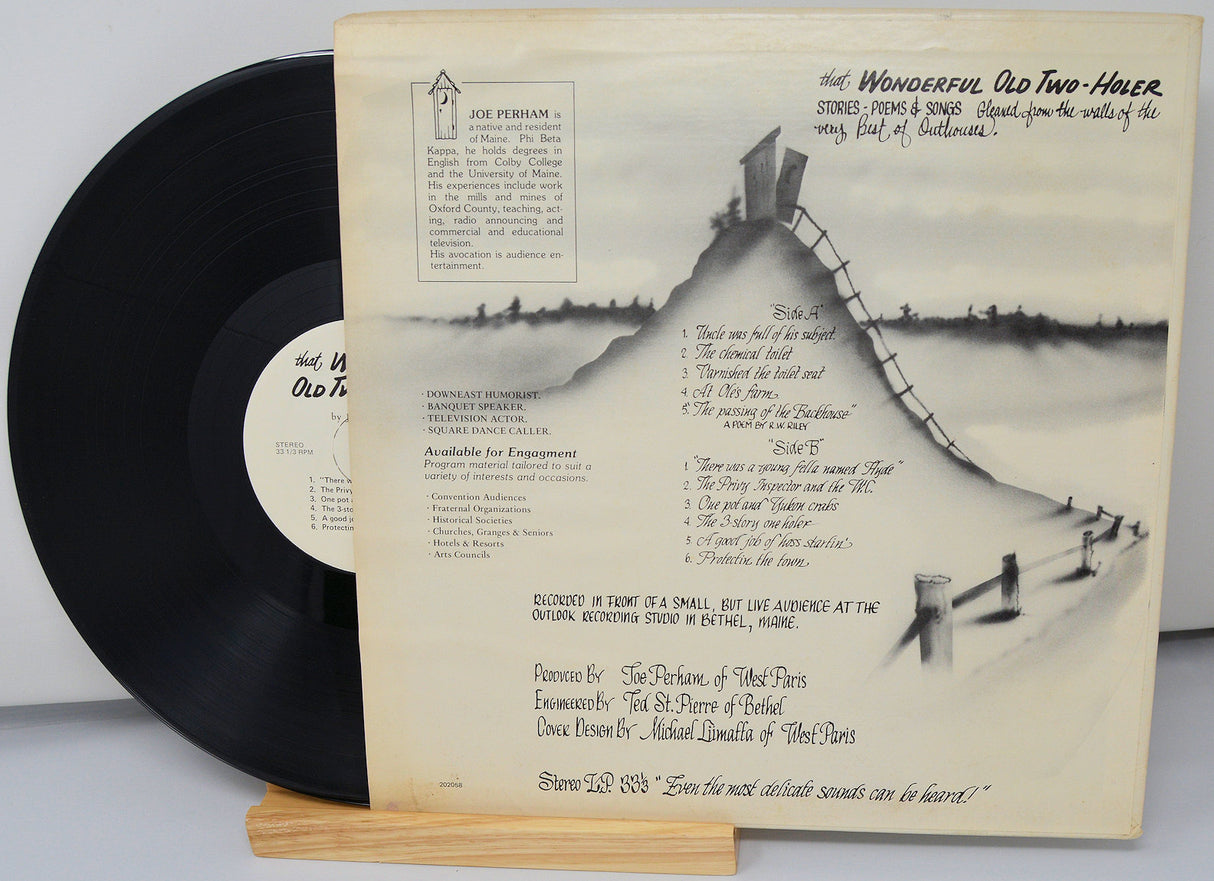 that WONDERFUL OLD TWO-HOLER
STORIES - POEMS & SONGS Gleaned from the walls of the
very Best of Outhouses.
JOE PERHAM is
a native and resident
of Maine. Phi Beta
Kappa, he holds degrees in
English from Colby College
and the University of Maine.
His experiences include work
in the mills and mines of
Oxford County, teaching, act-
ing, radio announcing and
commercial and educational
television.
His avocation is audience en-
tertainment.
"Side A"
1. Uncle was full of his subject.
2. The chemical toilet
3. Varnished the toilet seat
4. At Ole's farm
5. "The passing of the Backhouse"
A POEM BY R.W. RILEY
"Side B"
1. "There was a young fella named Hyde"
2. The Privy Inspector and the W.C.
3. One pot and Yukon crabs
4. The 3-story one holer
5. A good job of hoss startin'
6. Protectin the town
· DOWNEAST HUMORIST.
· BANQUET SPEAKER.
· TELEVISION ACTOR.
· SQUARE DANCE CALLER.
Available for Engagment
Program material tailored to suit a
variety of interests and occasions.
· Convention Audiences
· Fraternal Organizations
· Historical Societies
· Churches, Granges & Seniors
· Hotels & Resorts
· Arts Councils
RECORDED IN FRONT OF A SMALL, BUT LIVE AUDIENCE AT THE
OUTLOOK RECORDING STUDIO IN BETHEL, MAINE.
PRODUCED BY Joe Perham of West Paris
ENGINEERED BY Ted St. Pierre of Bethel
COVER DESIGN BY Michael Liimatta of West Paris
Stereo L.P. 33⅓ "Even the most delicate sounds can be heard!"
202058
that W
OLD TW
by
STEREO
33 1/3 RPM
1. "There w
2. The Privy
3. One pot a
4. The 3-sto
5. A good jo
6. Protectin